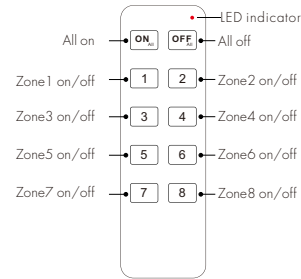 LED indicator
All on ON All OFF All All off
Zone1 on/off 1 2 Zone2 on/off
Zone3 on/off 3 4 Zone4 on/off
Zone5 on/off 5 6 Zone6 on/off
Zone7 on/off 7 8 Zone8 on/off